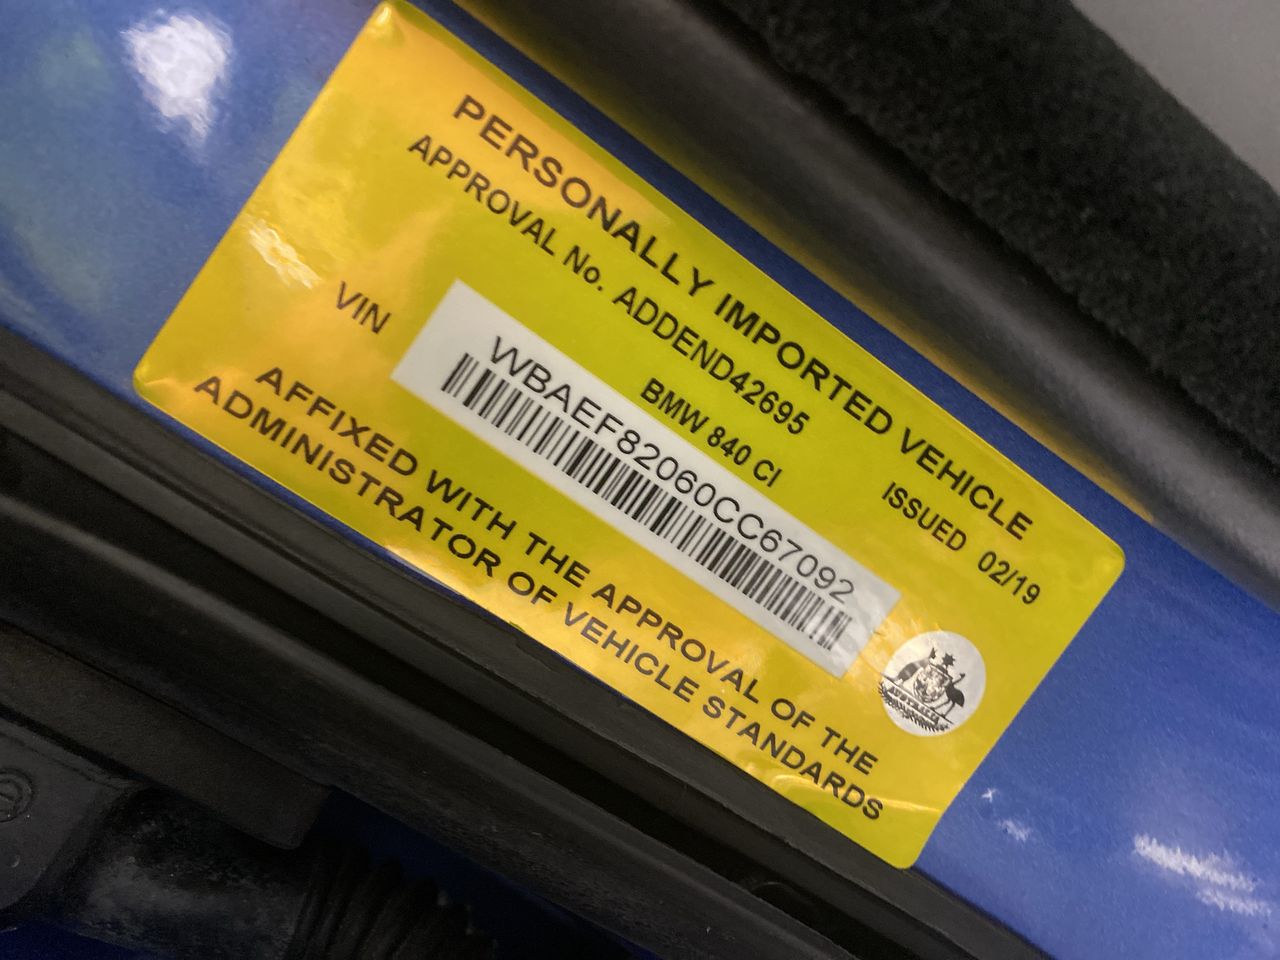 PERSONALLY IMPORTED VEHICLE
APPROVAL No. ADDEND42695
ISSUED 02/19
BMW 840 CI
VIN
WBAEF82060CC67092
AFFIXED WITH THE APPROVAL OF THE
ADMINISTRATOR OF VEHICLE STANDARDS
AUSTRALIA